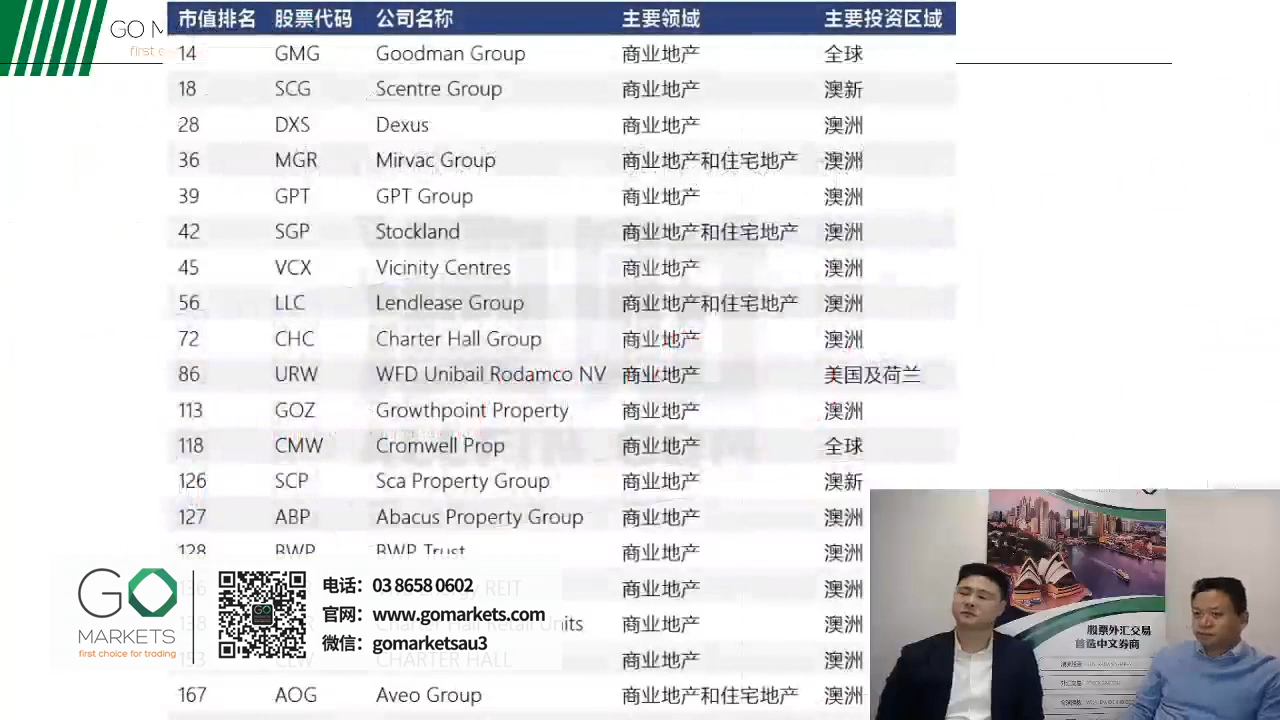 GO M
first c
市值排名 股票代码 公司名称 主要领域 主要投资区域
14 GMG Goodman Group 商业地产 全球
18 SCG Scentre Group 商业地产 澳新
28 DXS Dexus 商业地产 澳洲
36 MGR Mirvac Group 商业地产和住宅地产 澳洲
39 GPT GPT Group 商业地产 澳洲
42 SGP Stockland 商业地产和住宅地产 澳洲
45 VCX Vicinity Centres 商业地产 澳洲
56 LLC Lendlease Group 商业地产和住宅地产 澳洲
72 CHC Charter Hall Group 商业地产 澳洲
86 URW WFD Unibail Rodamco NV 商业地产 美国及荷兰
113 GOZ Growthpoint Property 商业地产 澳洲
118 CMW Cromwell Prop 商业地产 全球
126 SCP Sca Property Group 商业地产 澳新
127 ABP Abacus Property Group 商业地产 澳洲
128 BWP BWP Trust 商业地产 澳洲
136 REIT 商业地产 澳洲
138 Charter Hall Retail Units 商业地产 澳洲
153 CLW CHARTER HALL 商业地产 澳洲
167 AOG Aveo Group 商业地产和住宅地产 澳洲
GO
MARKETS
first choice for trading
GO
电话：03 8658 0602
官网：www.gomarkets.com
微信：gomarketsau3
股票外汇交易
首选中文券商